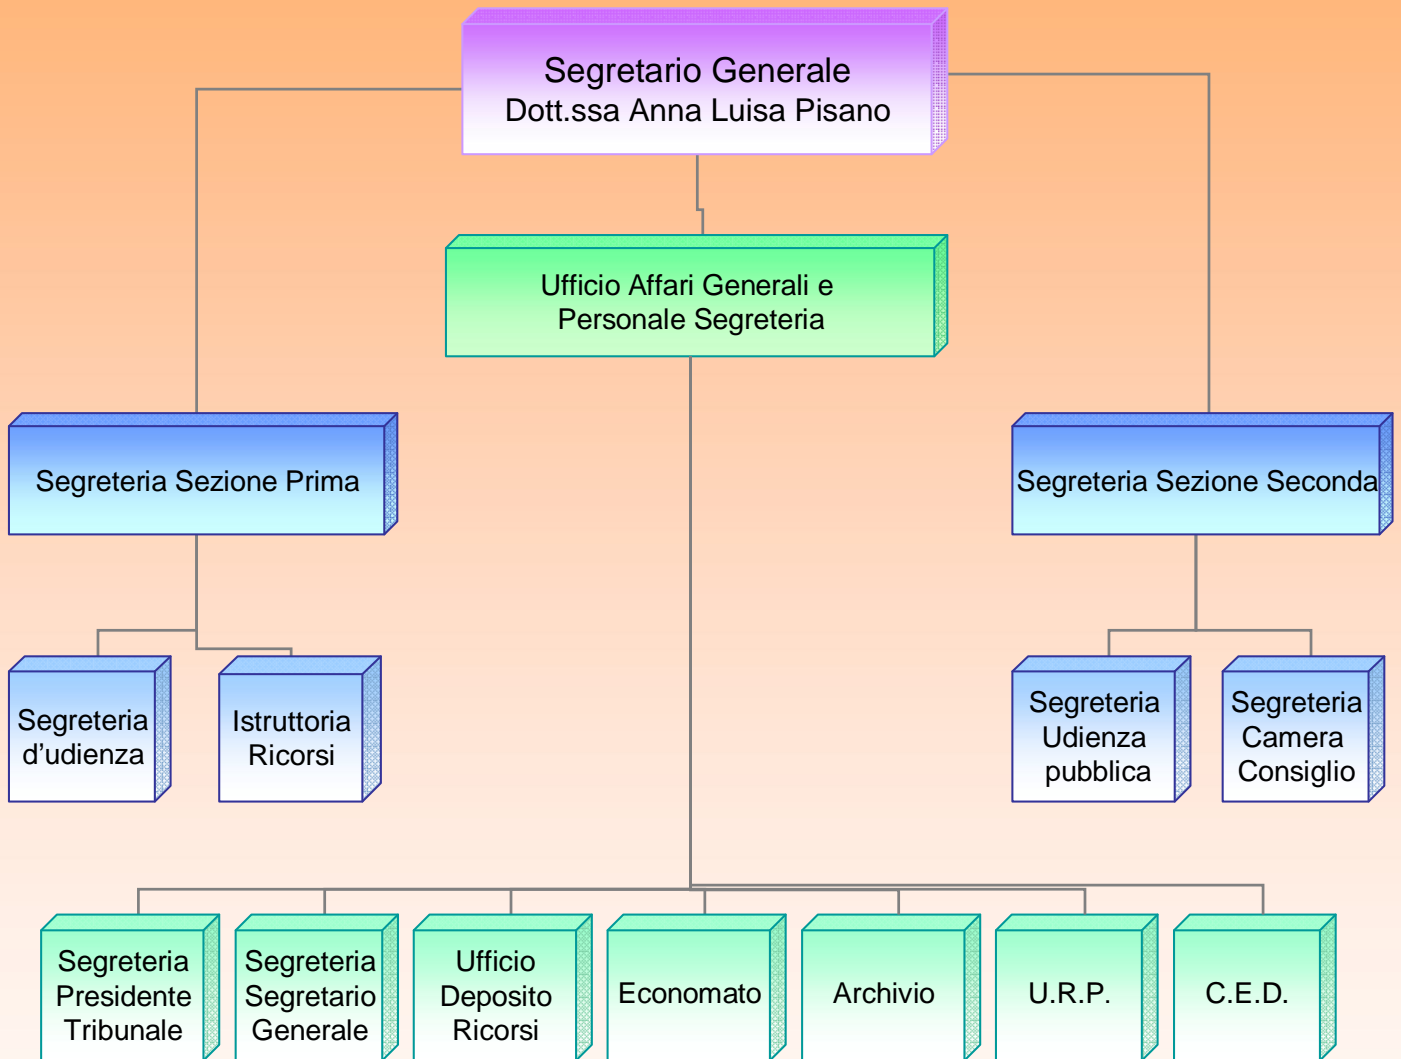 Segretario Generale
Dott.ssa Anna Luisa Pisano
Ufficio Affari Generali e
Personale Segreteria
Segreteria Sezione Prima
Segreteria Sezione Seconda
Segreteria
d’udienza
Istruttoria
Ricorsi
Segreteria
Udienza
pubblica
Segreteria
Camera
Consiglio
Segreteria
Presidente
Tribunale
Segreteria
Segretario
Generale
Ufficio
Deposito
Ricorsi
Economato
Archivio
U.R.P.
C.E.D.